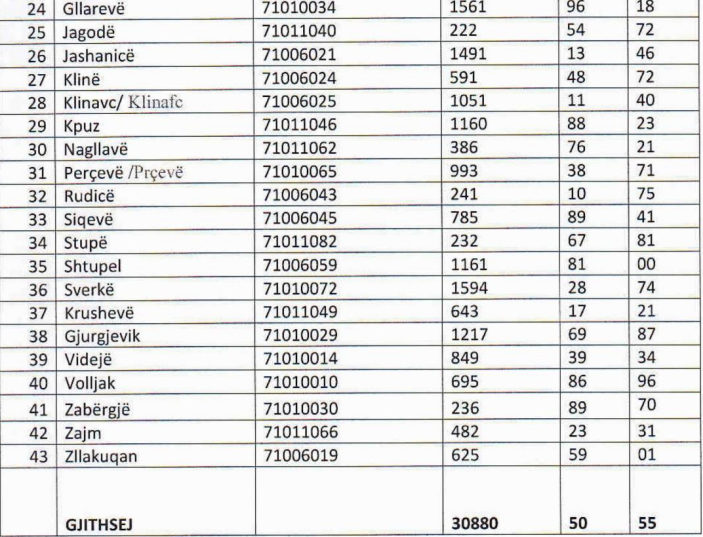 24 Gllarevë 71010034 1561 96 18
25 Jagodë 71011040 222 54 72
26 Jashanicë 71006021 1491 13 46
27 Klinë 71006024 591 48 72
28 Klinavc/ Klinafc 71006025 1051 11 40
29 Kpuz 71011046 1160 88 23
30 Nagllavë 71011062 386 76 21
31 Perçevë /Prçevë 71010065 993 38 71
32 Rudicë 71006043 241 10 75
33 Siqevë 71006045 785 89 41
34 Stupë 71011082 232 67 81
35 Shtupel 71006059 1161 81 00
36 Sverkë 71010072 1594 28 74
37 Krushevë 71011049 643 17 21
38 Gjurgjevik 71010029 1217 69 87
39 Videjë 71010014 849 39 34
40 Volljak 71010010 695 86 96
41 Zabërgjë 71010030 236 89 70
42 Zajm 71011066 482 23 31
43 Zllakuqan 71006019 625 59 01
GJITHSEJ 30880 50 55